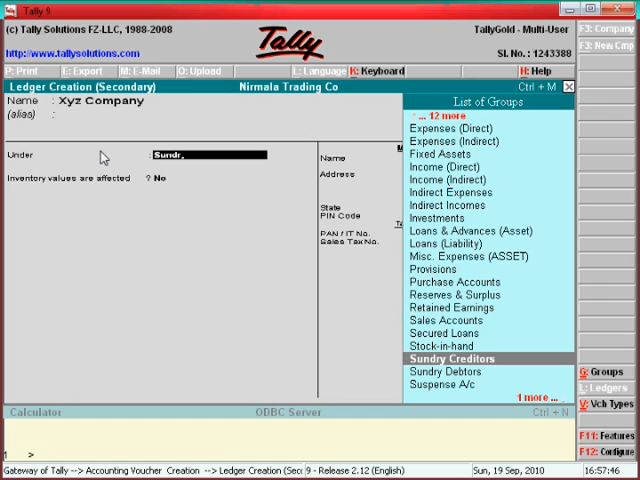 Tally 9
(c) Tally Solutions FZ-LLC, 1988-2008
TallyGold - Multi-User
http://www.tallysolutions.com
Tally
Sl. No. : 1243388
F3: Company
F3: New Cmp
P: Print E: Export M: E-Mail O: Upload L: Language K: Keyboard H: Help
Ledger Creation (Secondary) Nirmala Trading Co Ctrl + M
Name : Xyz Company
(alias) :
Under : Sundr
Inventory values are affected ? No
Name
Address
State
PIN Code
PAN / IT No.
Sales Tax No.
List of Groups
... 12 more
Expenses (Direct)
Expenses (Indirect)
Fixed Assets
Income (Direct)
Income (Indirect)
Indirect Expenses
Indirect Incomes
Investments
Loans & Advances (Asset)
Loans (Liability)
Misc. Expenses (ASSET)
Provisions
Purchase Accounts
Reserves & Surplus
Retained Earnings
Sales Accounts
Secured Loans
Stock-in-hand
Sundry Creditors
Sundry Debtors
Suspense A/c
1 more ...
G: Groups
L: Ledgers
V: Vch Types
F11: Features
F12: Configure
Calculator ODBC Server Ctrl + N
1 >
Gateway of Tally --> Accounting Voucher Creation --> Ledger Creation (Sec 9 - Release 2.12 (English) Sun, 19 Sep, 2010 16:57:46